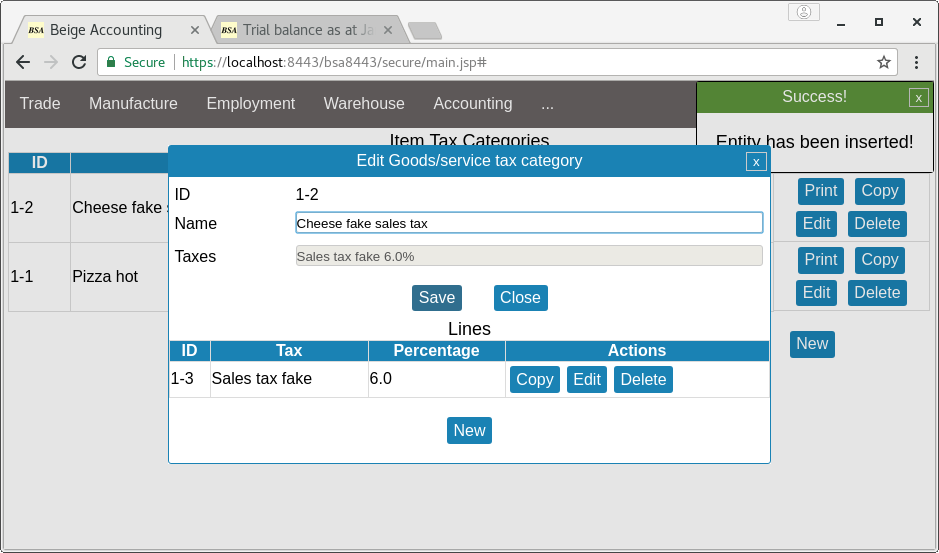 BSA Beige Accounting
BSA Trial balance as at Ja
Secure https://localhost:8443/bsa8443/secure/main.jsp#
Trade Manufacture Employment Warehouse Accounting ...
Success! x
Entity has been inserted!
Item Tax Categories
ID
1-2 Cheese fake s
Print Copy
Edit Delete
1-1 Pizza hot
Print Copy
Edit Delete
New
Edit Goods/service tax category x
ID 1-2
Name Cheese fake sales tax
Taxes Sales tax fake 6.0%
Save Close
Lines
ID Tax Percentage Actions
1-3 Sales tax fake 6.0 Copy Edit Delete
New